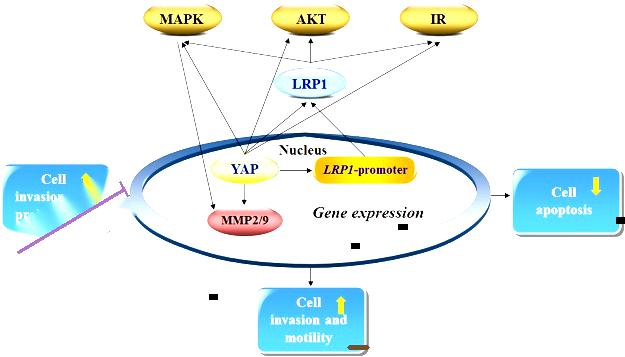 MAPK
AKT
IR
LRP1
Nucleus
YAP
LRP1-promoter
MMP2/9
Gene expression
Cell
invasion
Cell
apoptosis
Cell
invasion and
motility